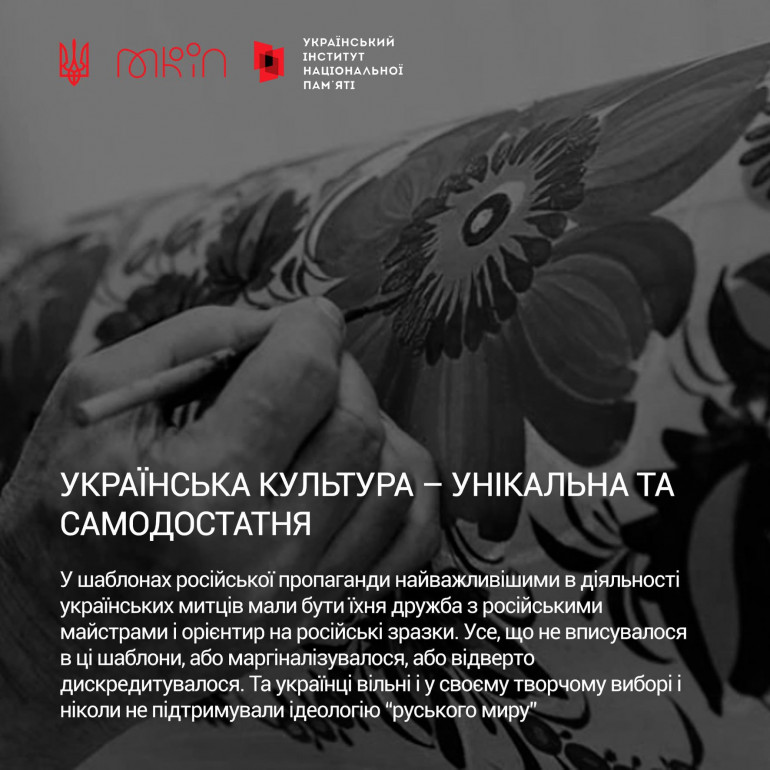 мкіп
УКРАЇНСЬКИЙ
ІНСТИТУТ
НАЦІОНАЛЬНОЇ
ПАМ'ЯТІ
УКРАЇНСЬКА КУЛЬТУРА – УНІКАЛЬНА ТА
САМОДОСТАТНЯ
У шаблонах російської пропаганди найважливішими в діяльності
українських митців мали бути їхня дружба з російськими
майстрами і орієнтир на російські зразки. Усе, що не вписувалося
в ці шаблони, або маргіналізувалося, або відверто
дискредитувалося. Та українці вільні і у своєму творчому виборі і
ніколи не підтримували ідеологію “руського миру”